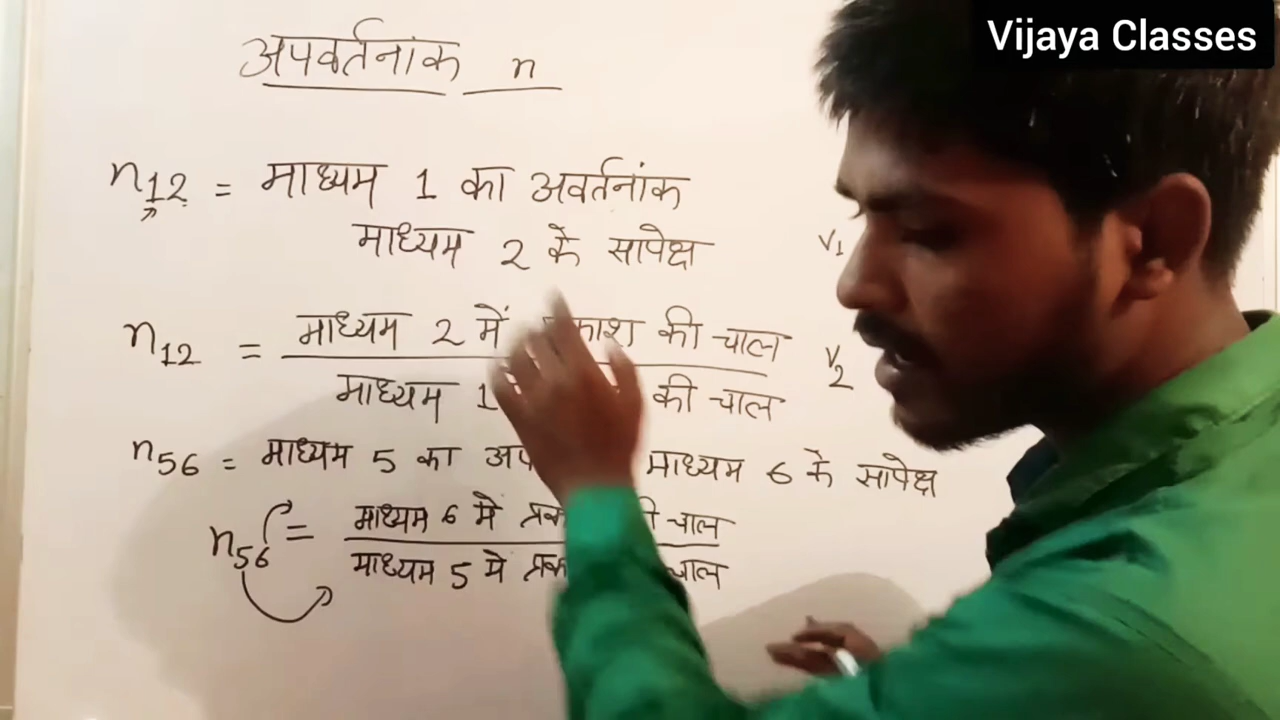 Vijaya Classes
अपवर्तनांक n
n12 = माध्यम 1 का अवर्तनांक
माध्यम 2 के सापेक्ष
V1
n12 = माध्यम 2 में की चाल
V2
माध्यम 1 की चाल
n56 = माध्यम 5 का माध्यम 6 के सापेक्ष
n56 = माध्यम 6 मे चाल
माध्यम 5 मे चाल